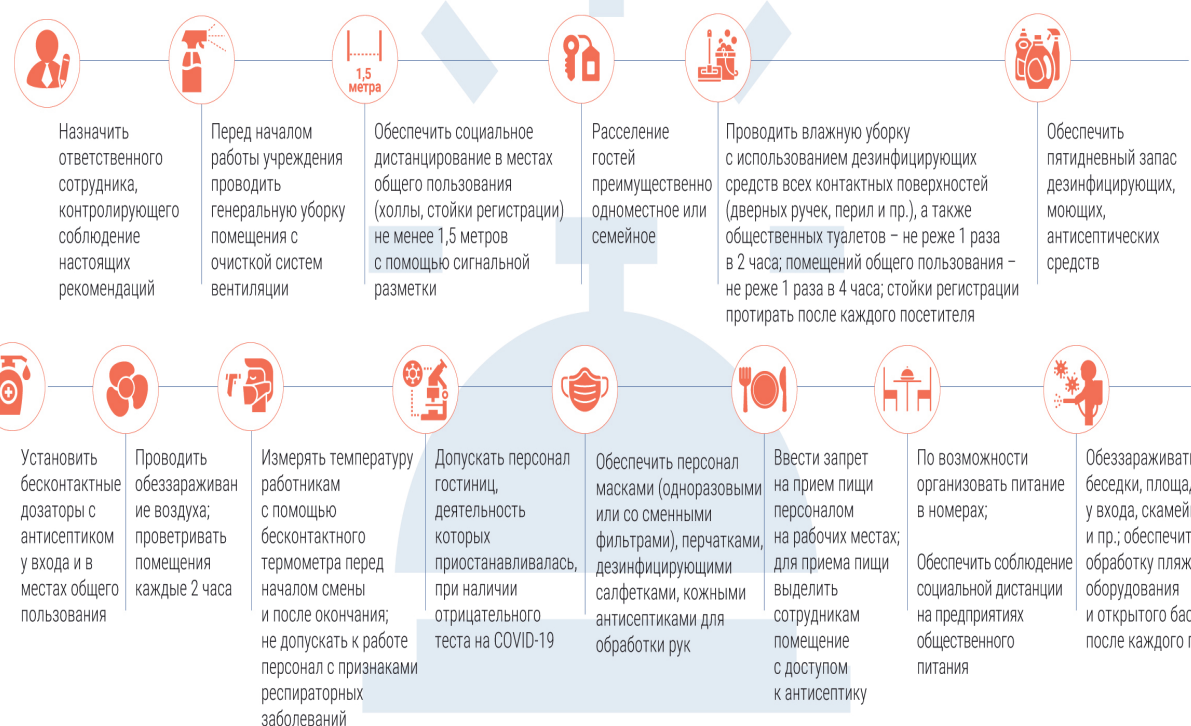 1,5
метра
Назначить
ответственного
сотрудника,
контролирующего
соблюдение
настоящих
рекомендаций
Перед началом
работы учреждения
проводить
генеральную уборку
помещения с
очисткой систем
вентиляции
Обеспечить социальное
дистанцирование в местах
общего пользования
(холлы, стойки регистрации)
не менее 1,5 метров
с помощью сигнальной
разметки
Расселение
гостей
преимущественно
одноместное или
семейное
Проводить влажную уборку
с использованием дезинфицирующих
средств всех контактных поверхностей
(дверных ручек, перил и пр.), а также
общественных туалетов – не реже 1 раза
в 2 часа; помещений общего пользования –
не реже 1 раза в 4 часа; стойки регистрации
протирать после каждого посетителя
Обеспечить
пятидневный запас
дезинфицирующих,
моющих,
антисептических
средств
Установить
бесконтактные
дозаторы с
антисептиком
у входа и в
местах общего
пользования
Проводить
обеззараживан
ие воздуха;
проветривать
помещения
каждые 2 часа
Измерять температуру
работникам
с помощью
бесконтактного
термометра перед
началом смены
и после окончания;
не допускать к работе
персонал с признаками
респираторных
заболеваний
Допускать персонал
гостиниц,
деятельность
которых
приостанавливалась,
при наличии
отрицательного
теста на COVID-19
Обеспечить персонал
масками (одноразовыми
или со сменными
фильтрами), перчатками,
дезинфицирующими
салфетками, кожными
антисептиками для
обработки рук
Ввести запрет
на прием пищи
персоналом
на рабочих местах;
для приема пищи
выделить
сотрудникам
помещение
с доступом
к антисептику
По возможности
организовать питание
в номерах;
Обеспечить соблюдение
социальной дистанции
на предприятиях
общественного
питания
Обеззараживат
беседки, площа
у входа, скамей
и пр.; обеспечит
обработку пляж
оборудования
и открытого бас
после каждого